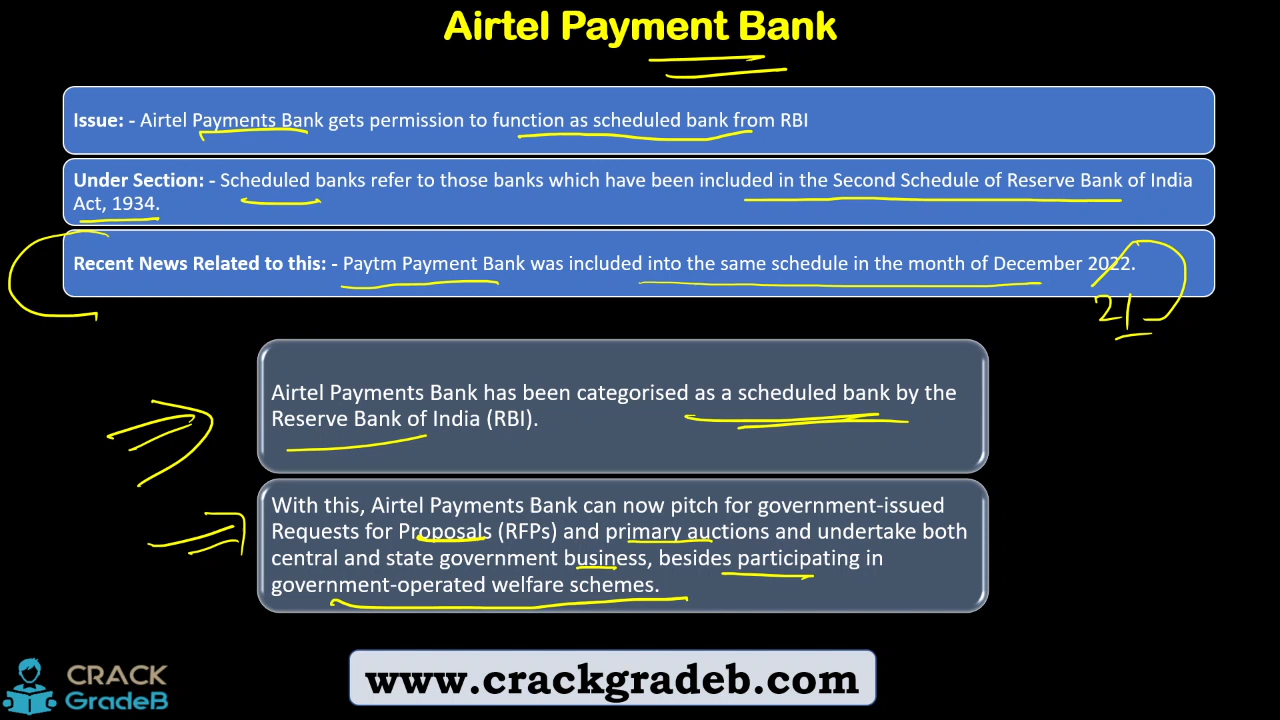 Airtel Payment Bank
Issue: - Airtel Payments Bank gets permission to function as scheduled bank from RBI
Under Section: - Scheduled banks refer to those banks which have been included in the Second Schedule of Reserve Bank of India
Act, 1934.
Recent News Related to this: - Paytm Payment Bank was included into the same schedule in the month of December 2022.
21
Airtel Payments Bank has been categorised as a scheduled bank by the
Reserve Bank of India (RBI).
With this, Airtel Payments Bank can now pitch for government-issued
Requests for Proposals (RFPs) and primary auctions and undertake both
central and state government business, besides participating in
government-operated welfare schemes.
CRACK
GradeB
www.crackgradeb.com